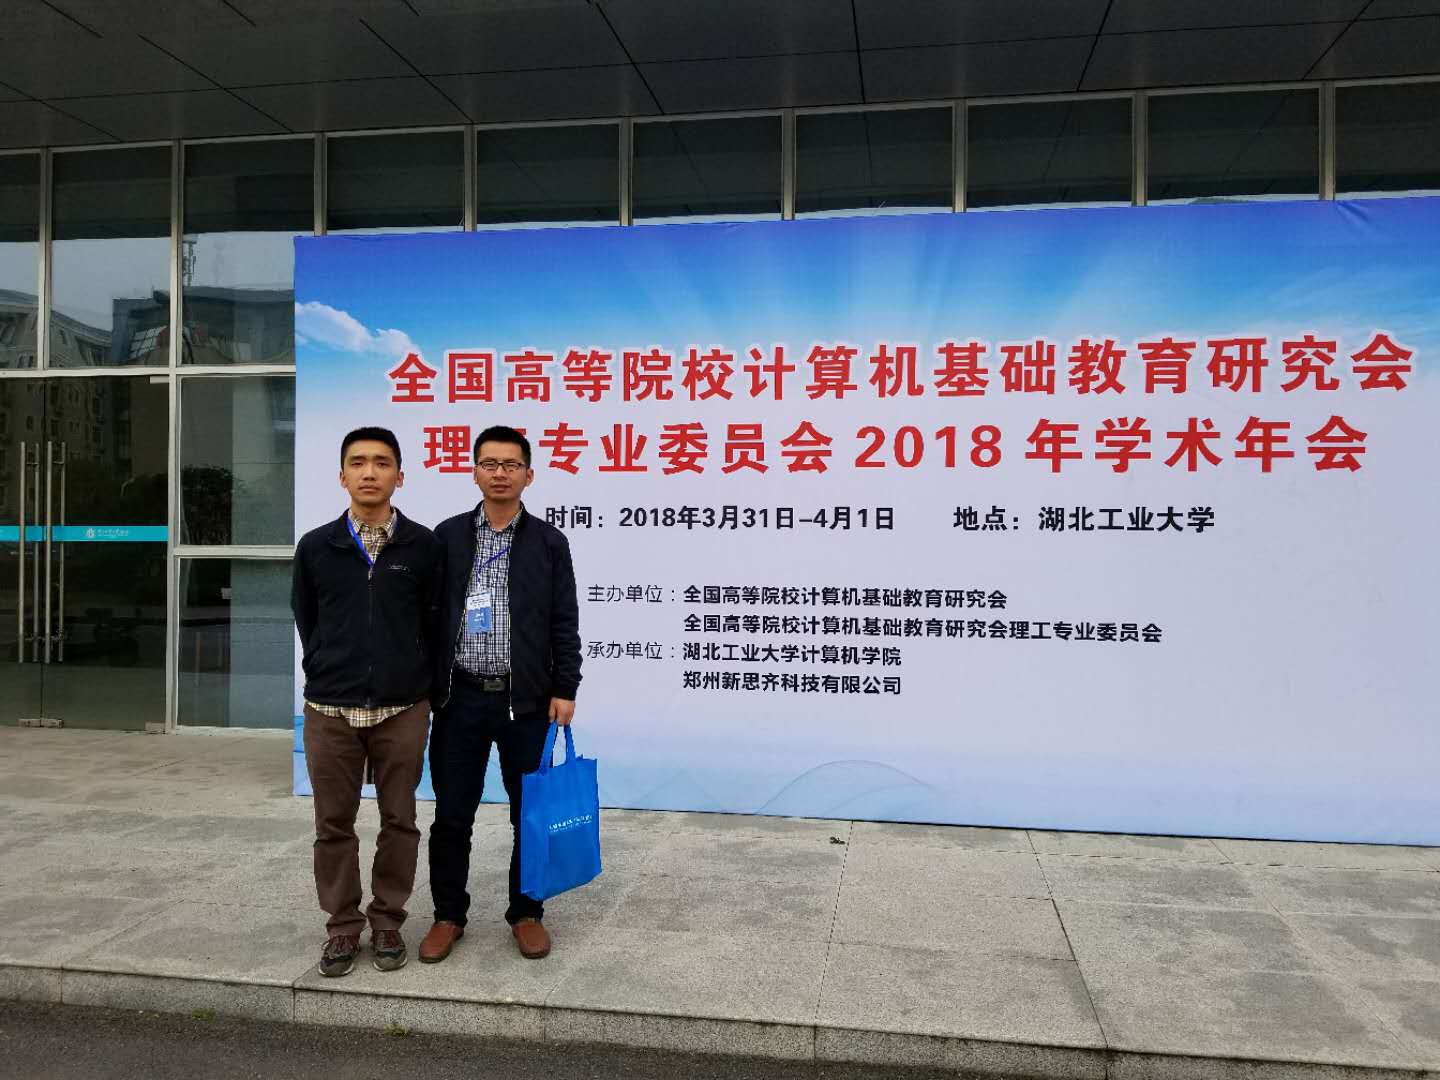 全国高等院校计算机基础教育研究会
理工专业委员会2018年学术年会
时间：2018年3月31日-4月1日 地点：湖北工业大学
主办单位：全国高等院校计算机基础教育研究会
全国高等院校计算机基础教育研究会理工专业委员会
承办单位：湖北工业大学计算机学院
郑州新思齐科技有限公司